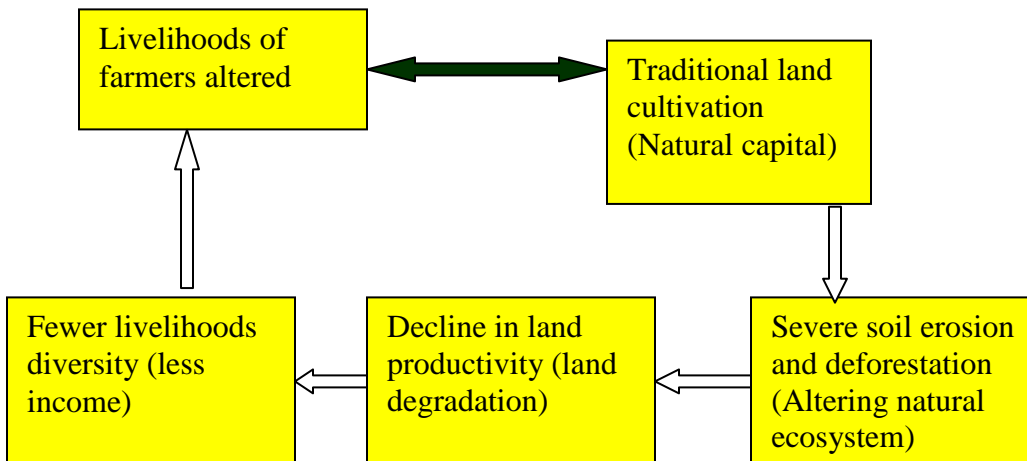 Livelihoods of
farmers altered
Traditional land
cultivation
(Natural capital)
Fewer livelihoods
diversity (less
income)
Decline in land
productivity (land
degradation)
Severe soil erosion
and deforestation
(Altering natural
ecosystem)